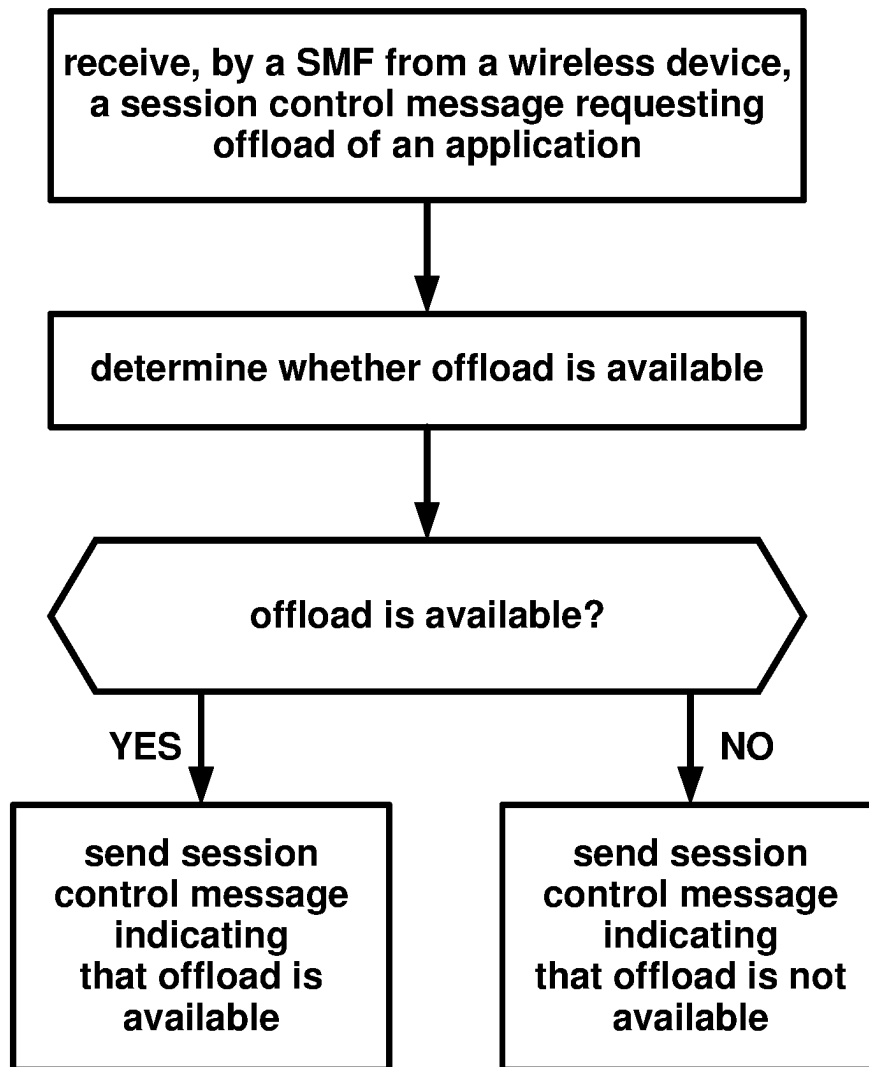 receive, by a SMF from a wireless device,
a session control message requesting
offload of an application
determine whether offload is available
offload is available?
YES
NO
send session
control message
indicating
that offload is
available
send session
control message
indicating
that offload is not
available